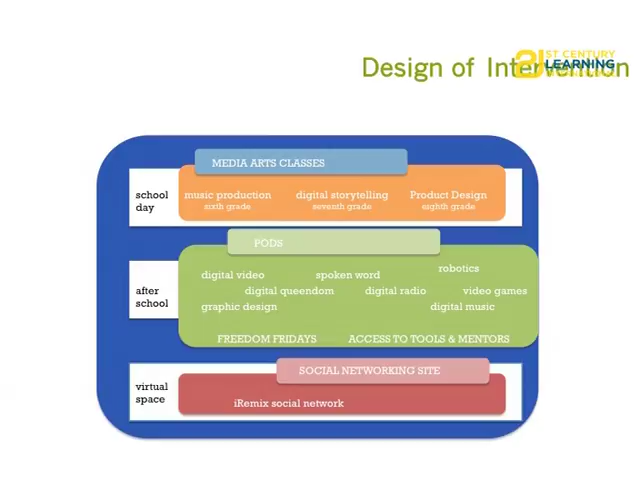 Design of Intervention
21ST CENTURY
LEARNING
MEDIA ARTS CLASSES
school
day
music production digital storytelling Product Design
sixth grade seventh grade eighth grade
PODS
after
school
digital video spoken word robotics
digital queendom digital radio video games
graphic design digital music
FREEDOM FRIDAYS ACCESS TO TOOLS & MENTORS
SOCIAL NETWORKING SITE
virtual
space
iRemix social network